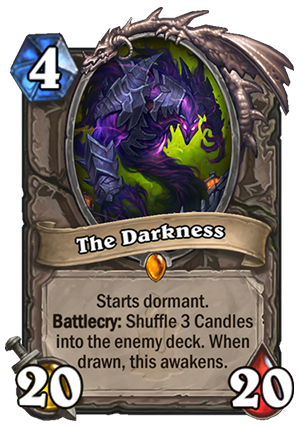 4
The Darkness
Starts dormant.
Battlecry: Shuffle 3 Candles
into the enemy deck. When
drawn, this awakens.
20
20